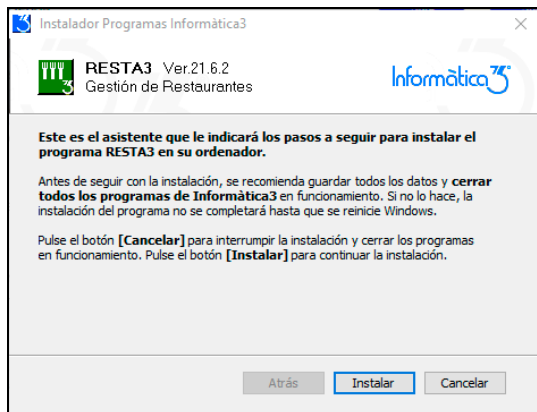 Instalador Programas Informàtica3
RESTA3 Ver.21.6.2
Gestión de Restaurantes
Informàtica3
Este es el asistente que le indicará los pasos a seguir para instalar el
programa RESTA3 en su ordenador.
Antes de seguir con la instalación, se recomienda guardar todos los datos y cerrar
todos los programas de Informàtica3 en funcionamiento. Si no lo hace, la
instalación del programa no se completará hasta que se reinicie Windows.
Pulse el botón [Cancelar] para interrumpir la instalación y cerrar los programas
en funcionamiento. Pulse el botón [Instalar] para continuar la instalación.
Atrás Instalar Cancelar